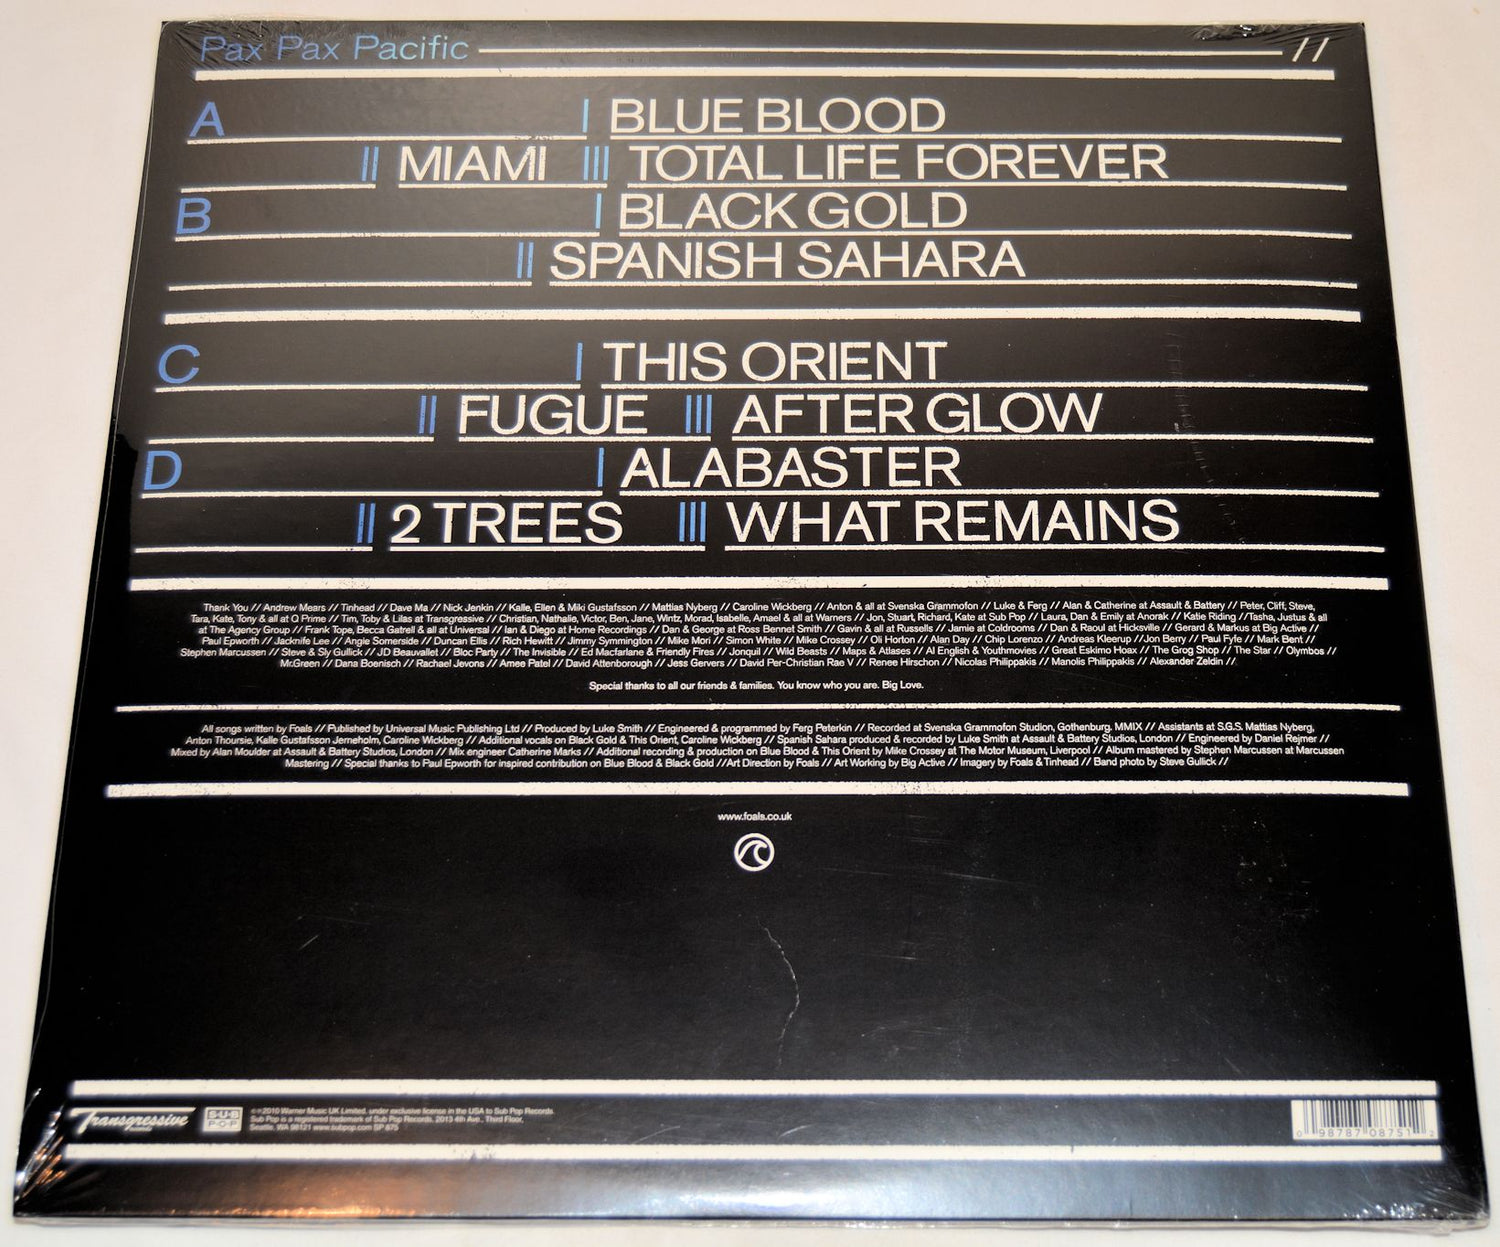 Pax Pax Pacific //
A | BLUE BLOOD
|| MIAMI ||| TOTAL LIFE FOREVER
B | BLACK GOLD
|| SPANISH SAHARA
C | THIS ORIENT
|| FUGUE ||| AFTER GLOW
D | ALABASTER
|| 2 TREES ||| WHAT REMAINS
Thank You // Andrew Mears // Tinhead // Dave Ma // Nick Jenkin // Kalle, Ellen & Miki Gustafsson // Mattias Nyberg // Caroline Wickberg // Anton & all at Svenska Grammofon // Luke & Ferg // Alan & Catherine at Assault & Battery // Peter, Cliff, Steve,
Tara, Kate, Tony & all at Q Prime // Tim, Toby & Lilas at Transgressive // Christian, Nathalie, Victor, Ben, Jane, Wintz, Morad, Isabelle, Amael & all at Warners // Jon, Stuart, Richard, Kate at Sub Pop // Laura, Dan & Emily at Anorak // Katie Riding //Tasha, Justus & all
at The Agency Group // Frank Tope, Becca Gatrell & all at Universal // Ian & Diego at Home Recordings // Dan & George at Ross Bennet Smith // Gavin & all at Russells // Jamie at Coldrooms // Dan & Raoul at Hicksville // Gerard & Markus at Big Active //
Paul Epworth // Jacknife Lee // Angie Somerside // Duncan Ellis // Rich Hewitt // Jimmy Symmington // Mike Mori // Simon White // Mike Crossey // Oli Horton // Alan Day // Chip Lorenzo // Andreas Kleerup //Jon Berry // Paul Fyfe // Mark Bent //
Stephen Marcussen // Steve & Sly Gullick // JD Beauvallet // Bloc Party // The Invisible // Ed Macfarlane & Friendly Fires // Jonquil // Wild Beasts // Maps & Atlases // Al English & Youthmovies // Great Eskimo Hoax // The Grog Shop // The Star // Olymbos //
Mr.Green // Dana Boenisch // Rachael Jevons // Amee Patel // David Attenborough // Jess Gervers // David Per-Christian Rae V // Renee Hirschon // Nicolas Philippakis // Manolis Philippakis // Alexander Zeldin //
Special thanks to all our friends & families. You know who you are. Big Love.
All songs written by Foals // Published by Universal Music Publishing Ltd // Produced by Luke Smith // Engineered & programmed by Ferg Peterkin // Recorded at Svenska Grammofon Studion, Gothenburg. MMIX // Assistants at S.G.S. Mattias Nyberg,
Anton Thoursie, Kalle Gustafsson Jerneholm, Caroline Wickberg // Additional vocals on Black Gold & This Orient, Caroline Wickberg // Spanish Sahara produced & recorded by Luke Smith at Assault & Battery Studios, London // Engineered by Daniel Rejmer //
Mixed by Alan Moulder at Assault & Battery Studios, London // Mix engineer Catherine Marks // Additional recording & production on Blue Blood & This Orient by Mike Crossey at The Motor Museum, Liverpool // Album mastered by Stephen Marcussen at Marcussen
Mastering // Special thanks to Paul Epworth for inspired contribution on Blue Blood & Black Gold //Art Direction by Foals // Art Working by Big Active // Imagery by Foals & Tinhead // Band photo by Steve Gullick //
www.foals.co.uk
Transgressive
records
SUB
POP
℗©2010 Warner Music UK Limited, under exclusive license in the USA to Sub Pop Records.
Sub Pop is a registered trademark of Sub Pop Records, 2013 4th Ave., Third Floor,
Seattle, WA 98121 www.subpop.com SP 875
0 98787 08751 2